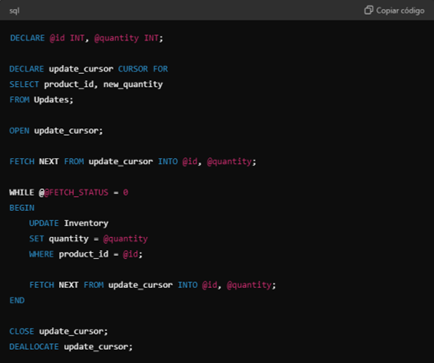 sql
Copiar código
DECLARE @id INT, @quantity INT;
DECLARE update_cursor CURSOR FOR
SELECT product_id, new_quantity
FROM Updates;
OPEN update_cursor;
FETCH NEXT FROM update_cursor INTO @id, @quantity;
WHILE @@FETCH_STATUS = 0
BEGIN
    UPDATE Inventory
    SET quantity = @quantity
    WHERE product_id = @id;
    FETCH NEXT FROM update_cursor INTO @id, @quantity;
END
CLOSE update_cursor;
DEALLOCATE update_cursor;